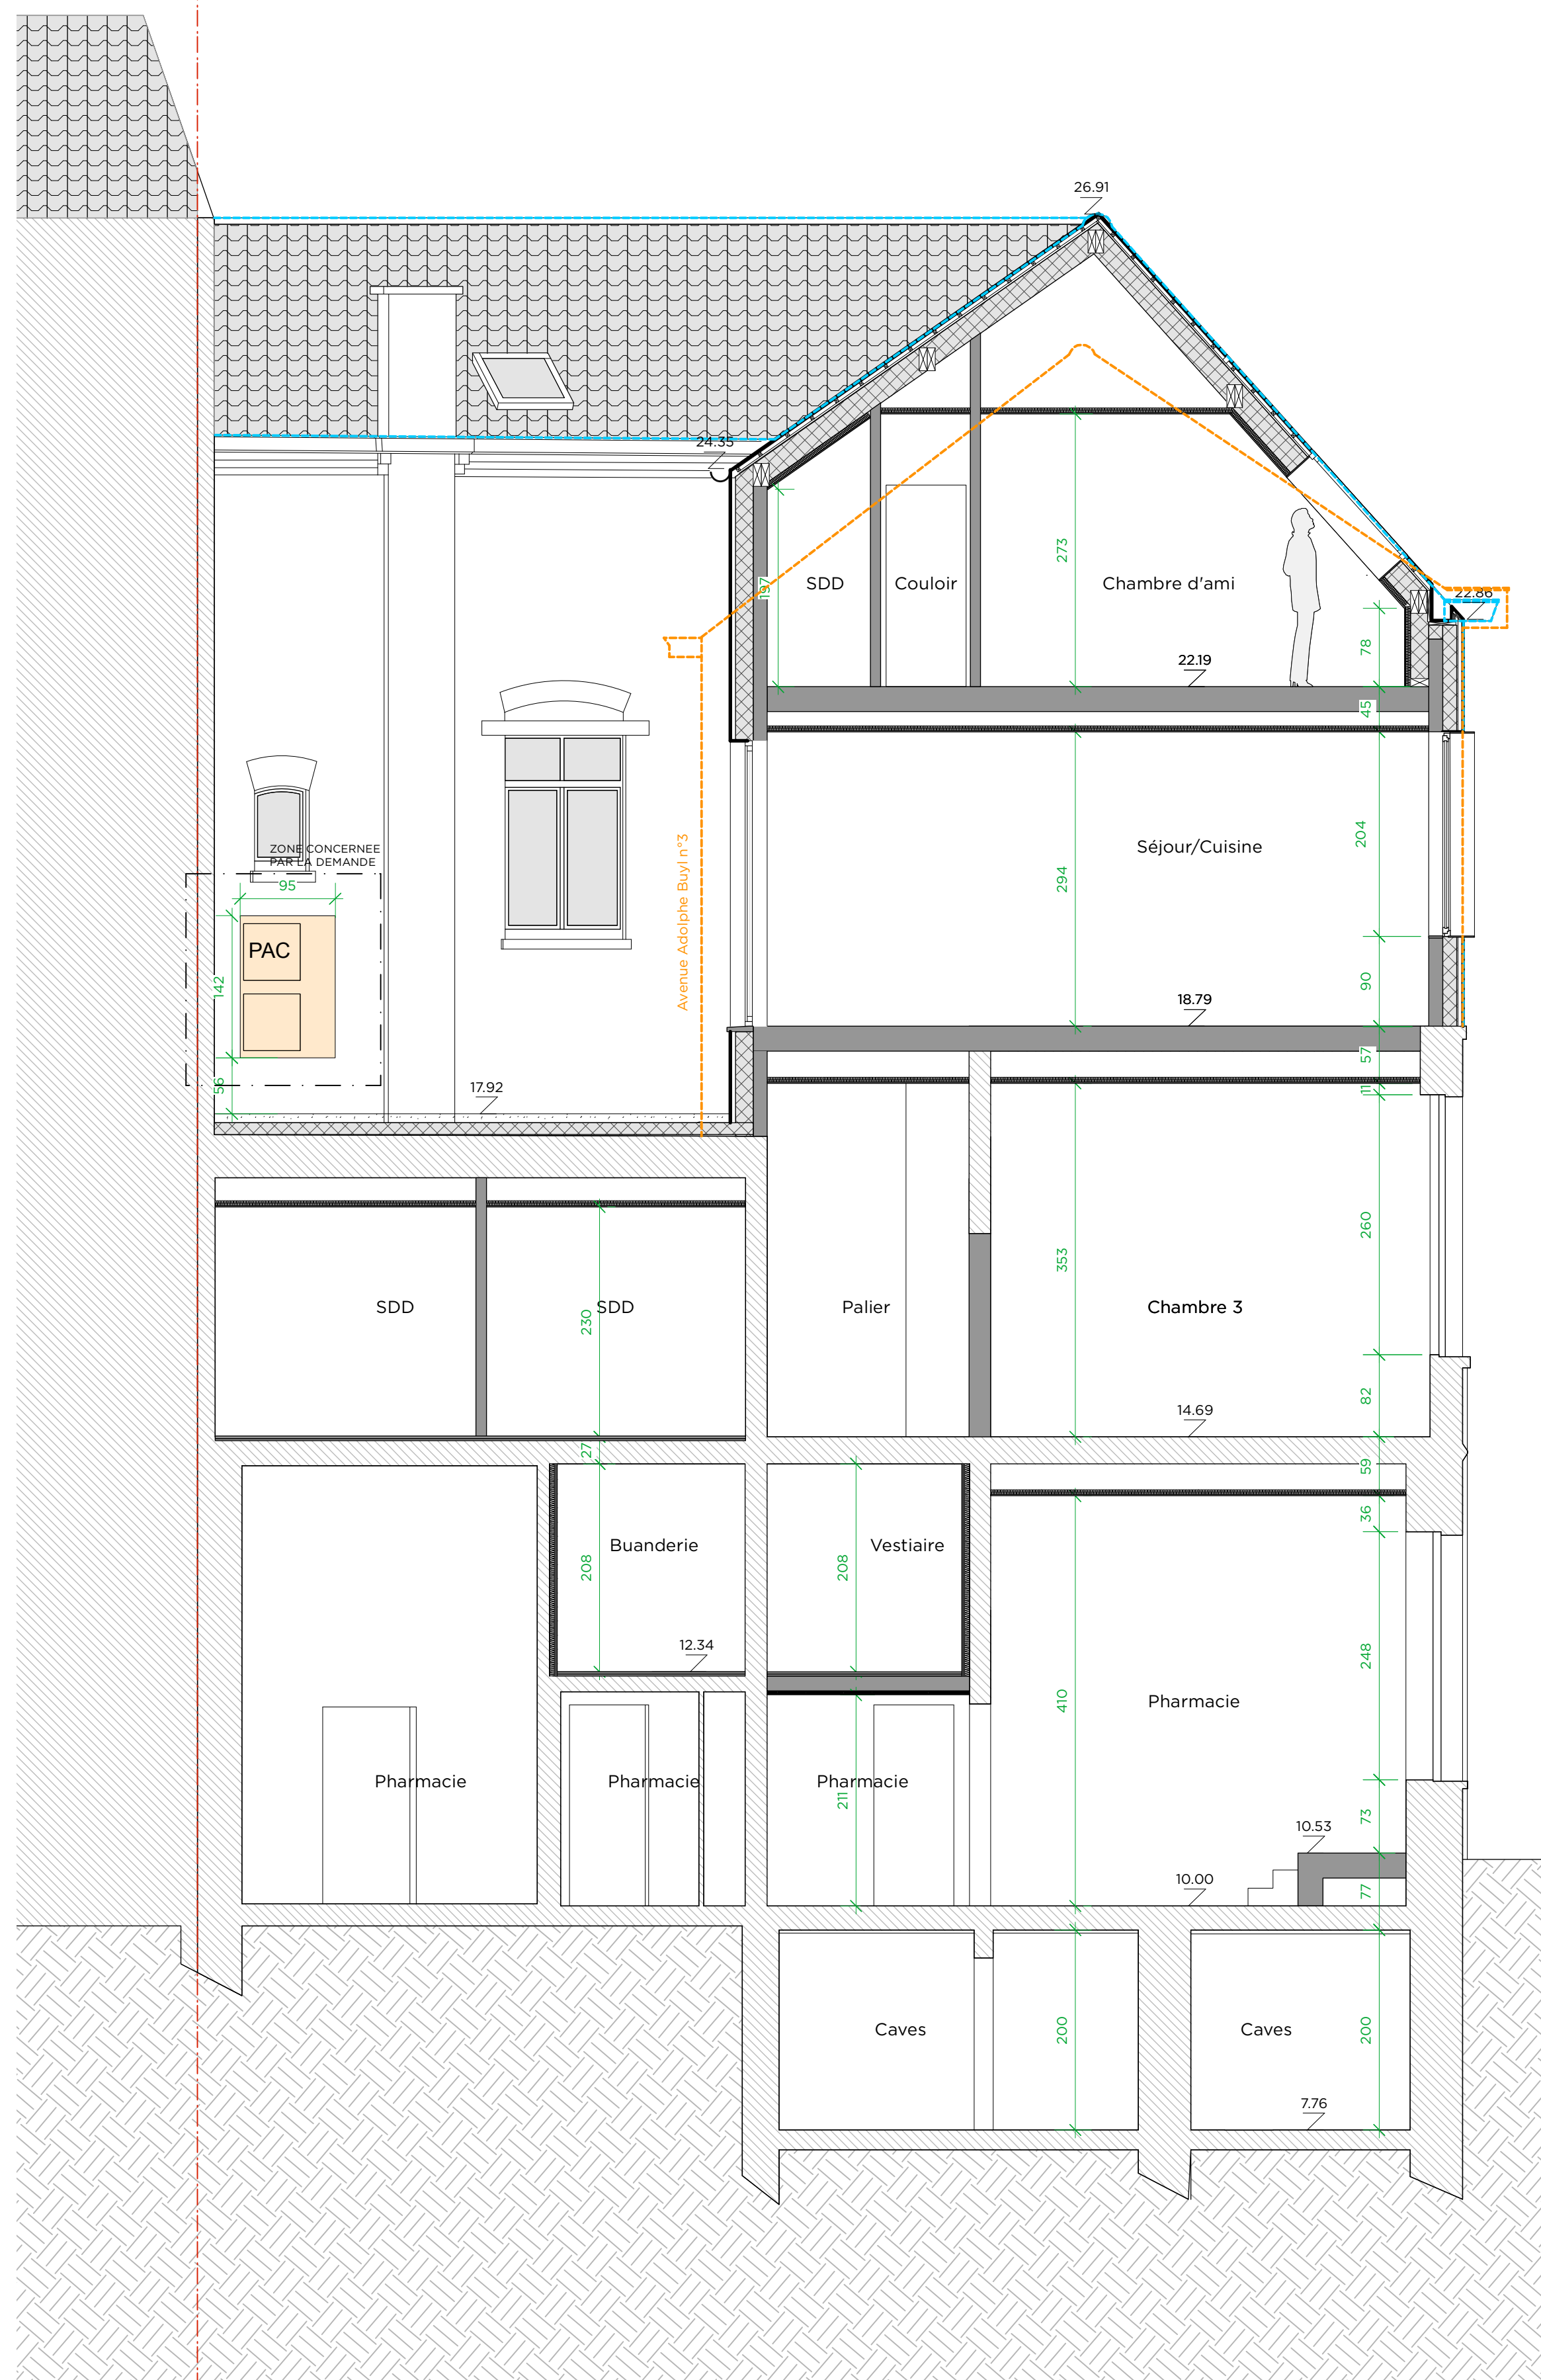 26.91
24.35
197
SDD
Couloir
273
Chambre d'ami
22.86
22.19
78
45
ZONE CONCERNEE
PAR LA DEMANDE
95
PAC
142
56
Avenue Adolphe Buyl n°3
294
Séjour/Cuisine
204
90
18.79
17.92
57
11
260
353
SDD
230
SDD
Palier
Chambre 3
82
14.69
27
59
36
Buanderie
208
208
Vestiaire
12.34
248
410
Pharmacie
Pharmacie
Pharmacie
Pharmacie
211
73
10.53
10.00
77
Caves
200
Caves
200
7.76